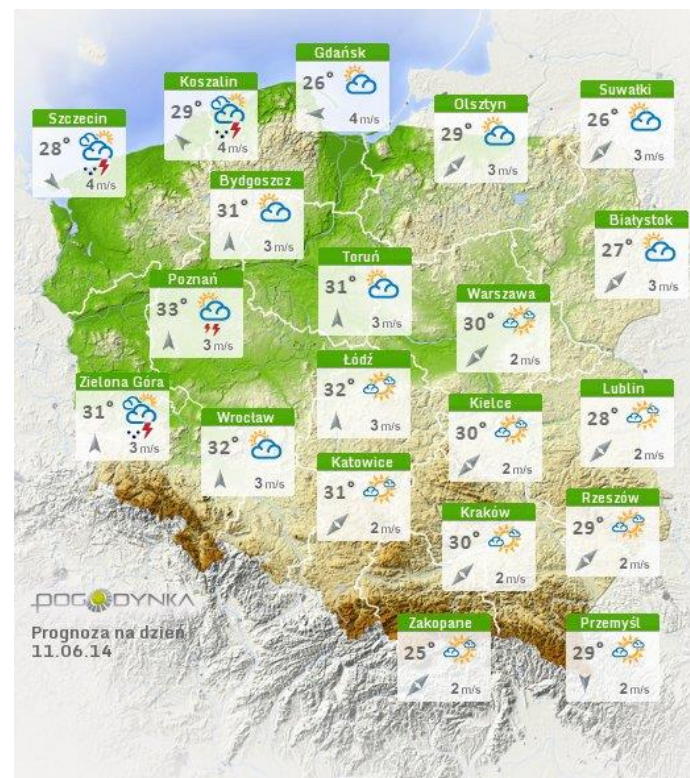 Gdańsk
26°
4 m/s
Koszalin
29°
4 m/s
Suwałki
26°
3 m/s
Olsztyn
29°
3 m/s
Szczecin
28°
4 m/s
Bydgoszcz
31°
3 m/s
Białystok
27°
3 m/s
Toruń
31°
3 m/s
Poznań
33°
3 m/s
Warszawa
30°
2 m/s
Łódź
32°
3 m/s
Zielona Góra
31°
3 m/s
Lublin
28°
2 m/s
Kielce
30°
2 m/s
Wrocław
32°
3 m/s
Katowice
31°
2 m/s
Rzeszów
29°
2 m/s
Kraków
30°
2 m/s
POGODYNKA
Prognoza na dzień
11.06.14
Zakopane
25°
2 m/s
Przemyśl
29°
2 m/s